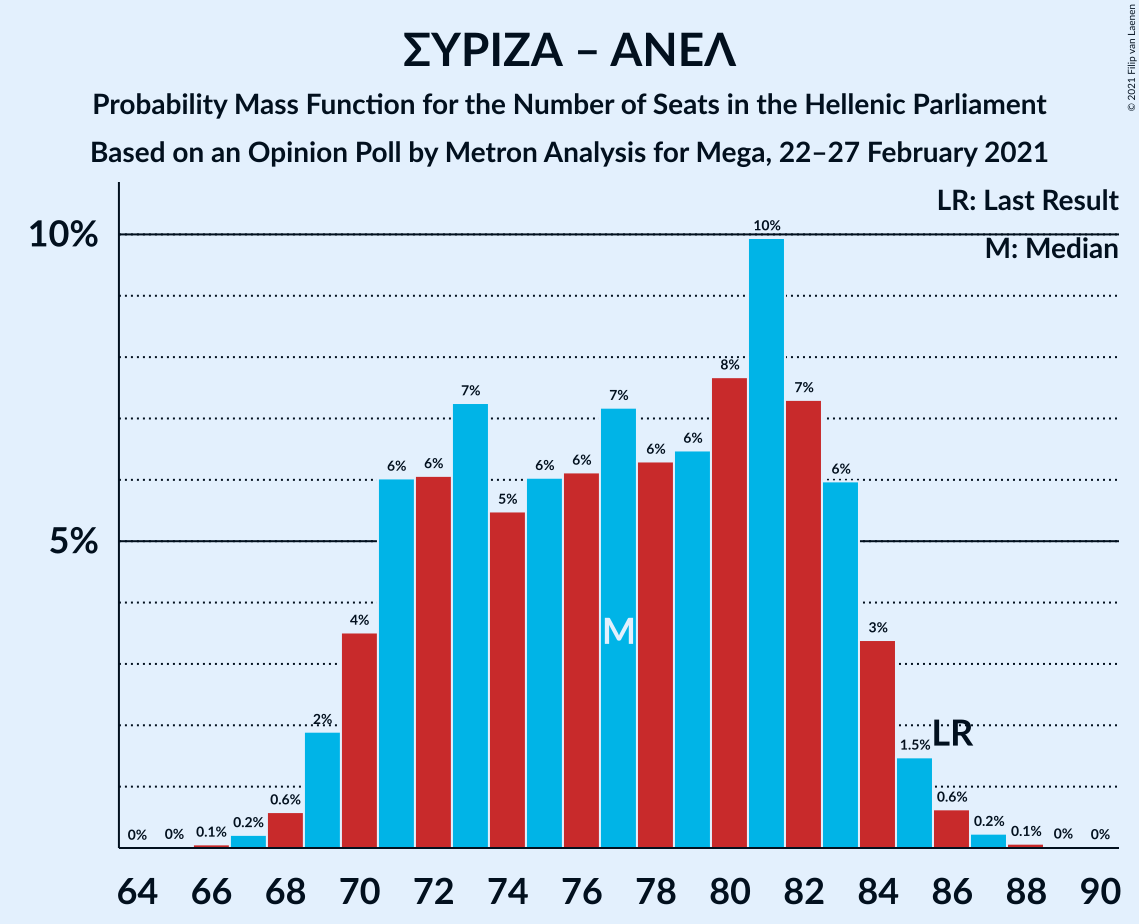 ΣΥΡΙΖΑ – ΑΝΕΛ
Probability Mass Function for the Number of Seats in the Hellenic Parliament
Based on an Opinion Poll by Metron Analysis for Mega, 22–27 February 2021
© 2021 Filip van Laenen
LR: Last Result
M: Median
10%
5%
0% 0% 0.1% 0.2% 0.6% 2% 4% 6% 6% 7% 5% 6% 6% 7% 6% 6% 8% 10% 7% 6% 3% 1.5% 0.6% 0.2% 0.1% 0% 0%
M
LR
64 66 68 70 72 74 76 78 80 82 84 86 88 90